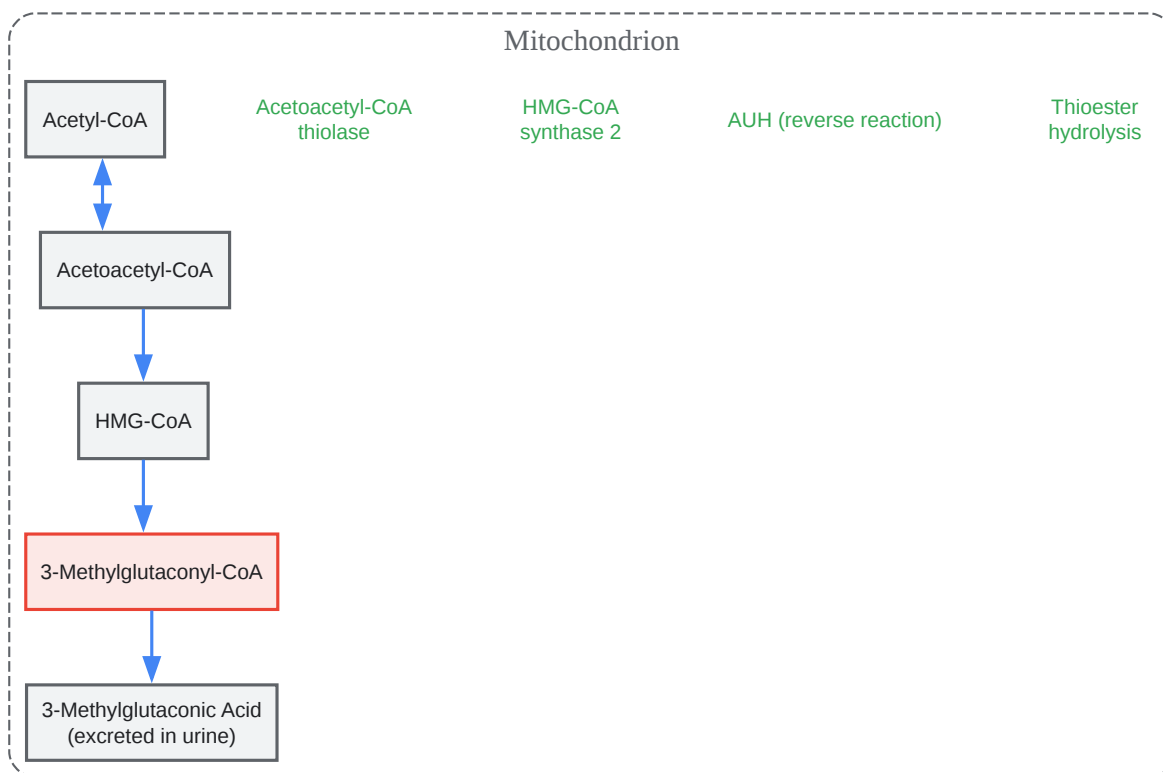 Mitochondrion
Acetyl-CoA
Acetoacetyl-CoA
thiolase
HMG-CoA
synthase 2
AUH (reverse reaction)
Thioester
hydrolysis
Acetoacetyl-CoA
HMG-CoA
3-Methylglutaconyl-CoA
3-Methylglutaconic Acid
(excreted in urine)